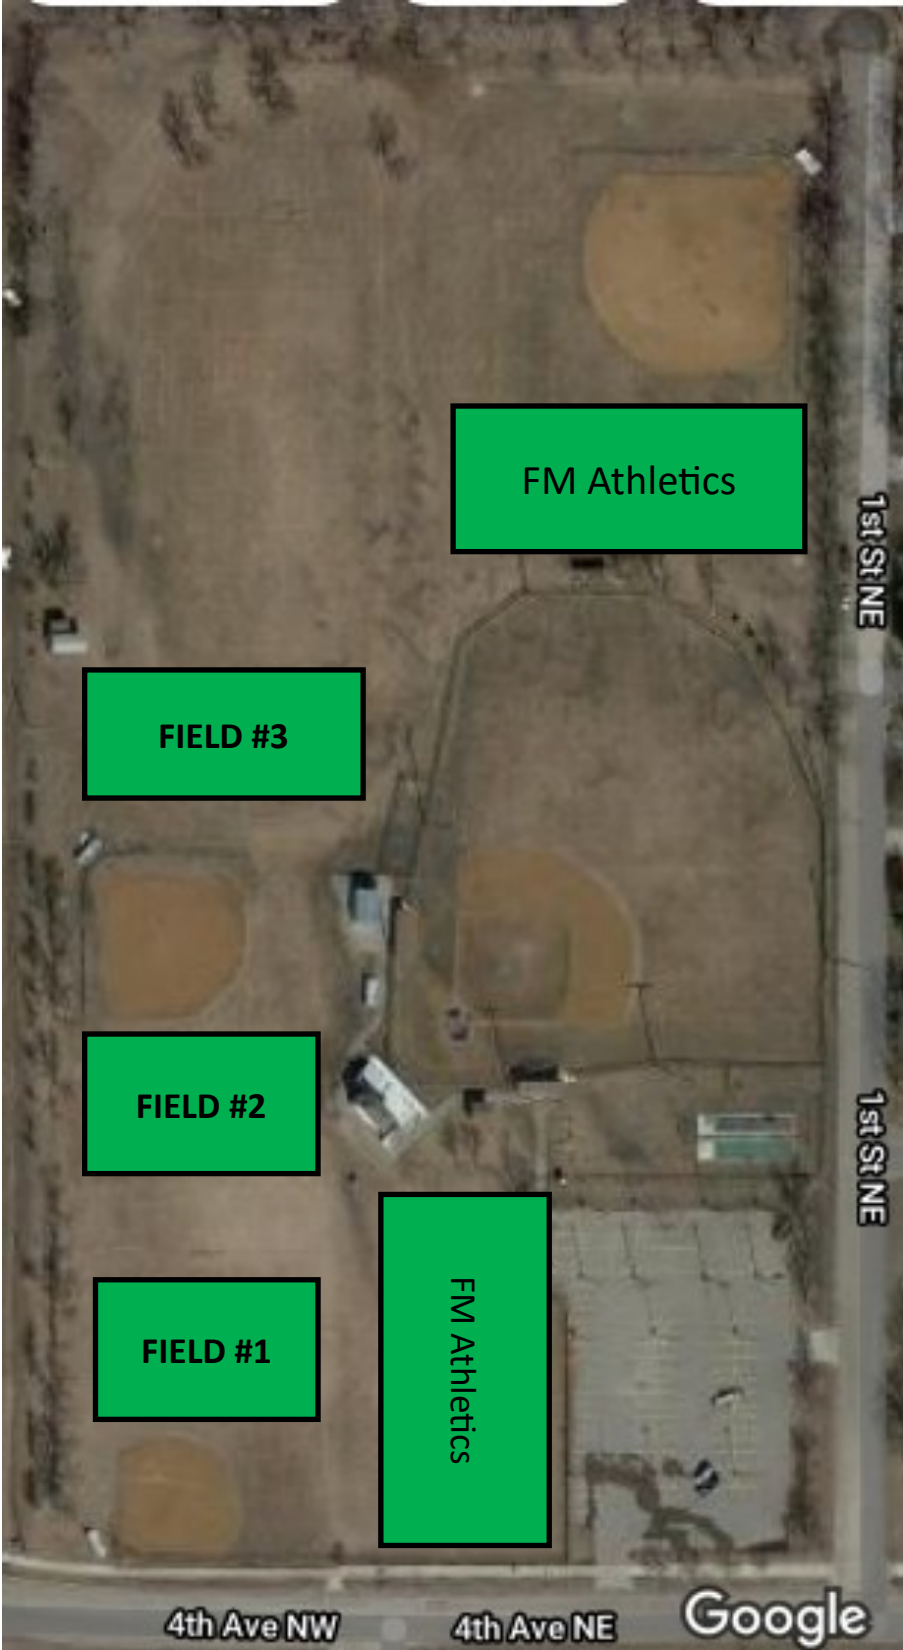 FM Athletics
1st St NE
FIELD #3
FIELD #2
1st St NE
FIELD #1
FM Athletics
4th Ave NW
4th Ave NE
Google